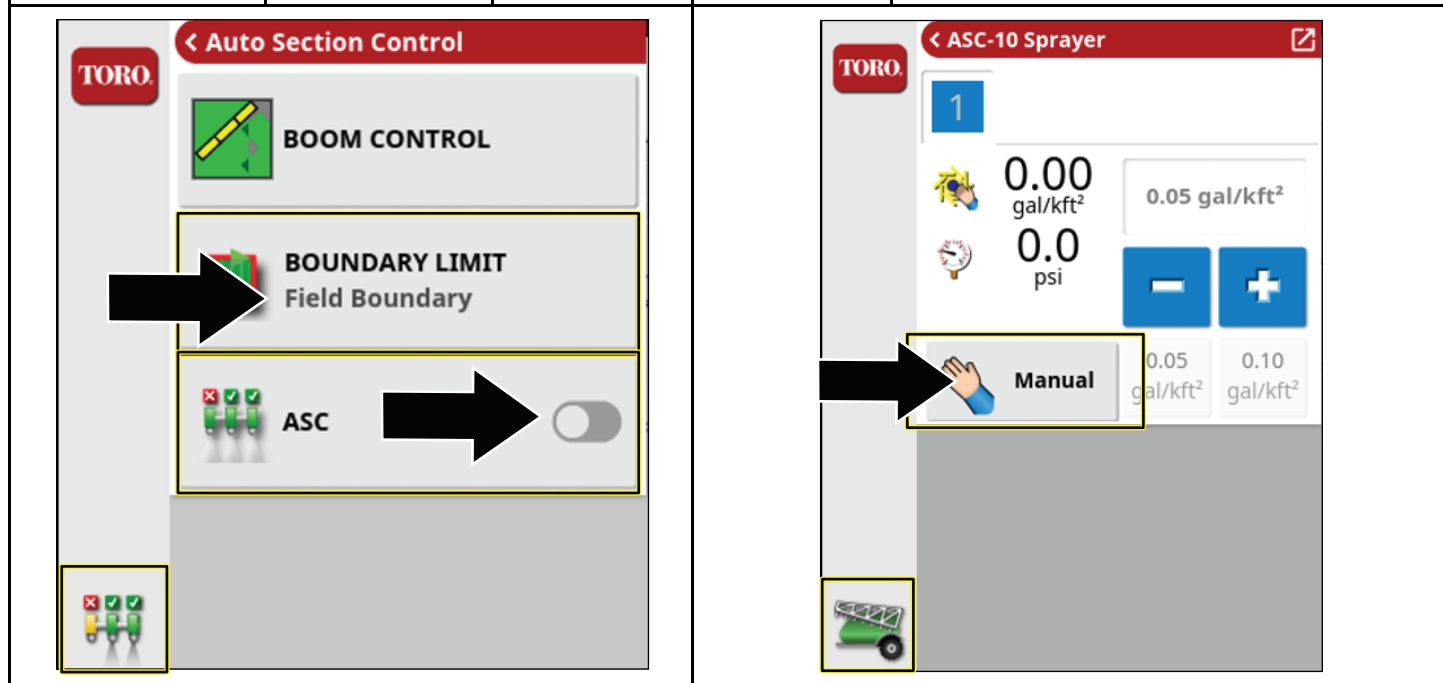 < Auto Section Control
TORO.
BOOM CONTROL
BOUNDARY LIMIT
Field Boundary
ASC
< ASC-10 Sprayer
TORO.
1
0.00
gal/kft²
0.05 gal/kft²
0.0
psi
Manual
0.05
gal/kft²
0.10
gal/kft²